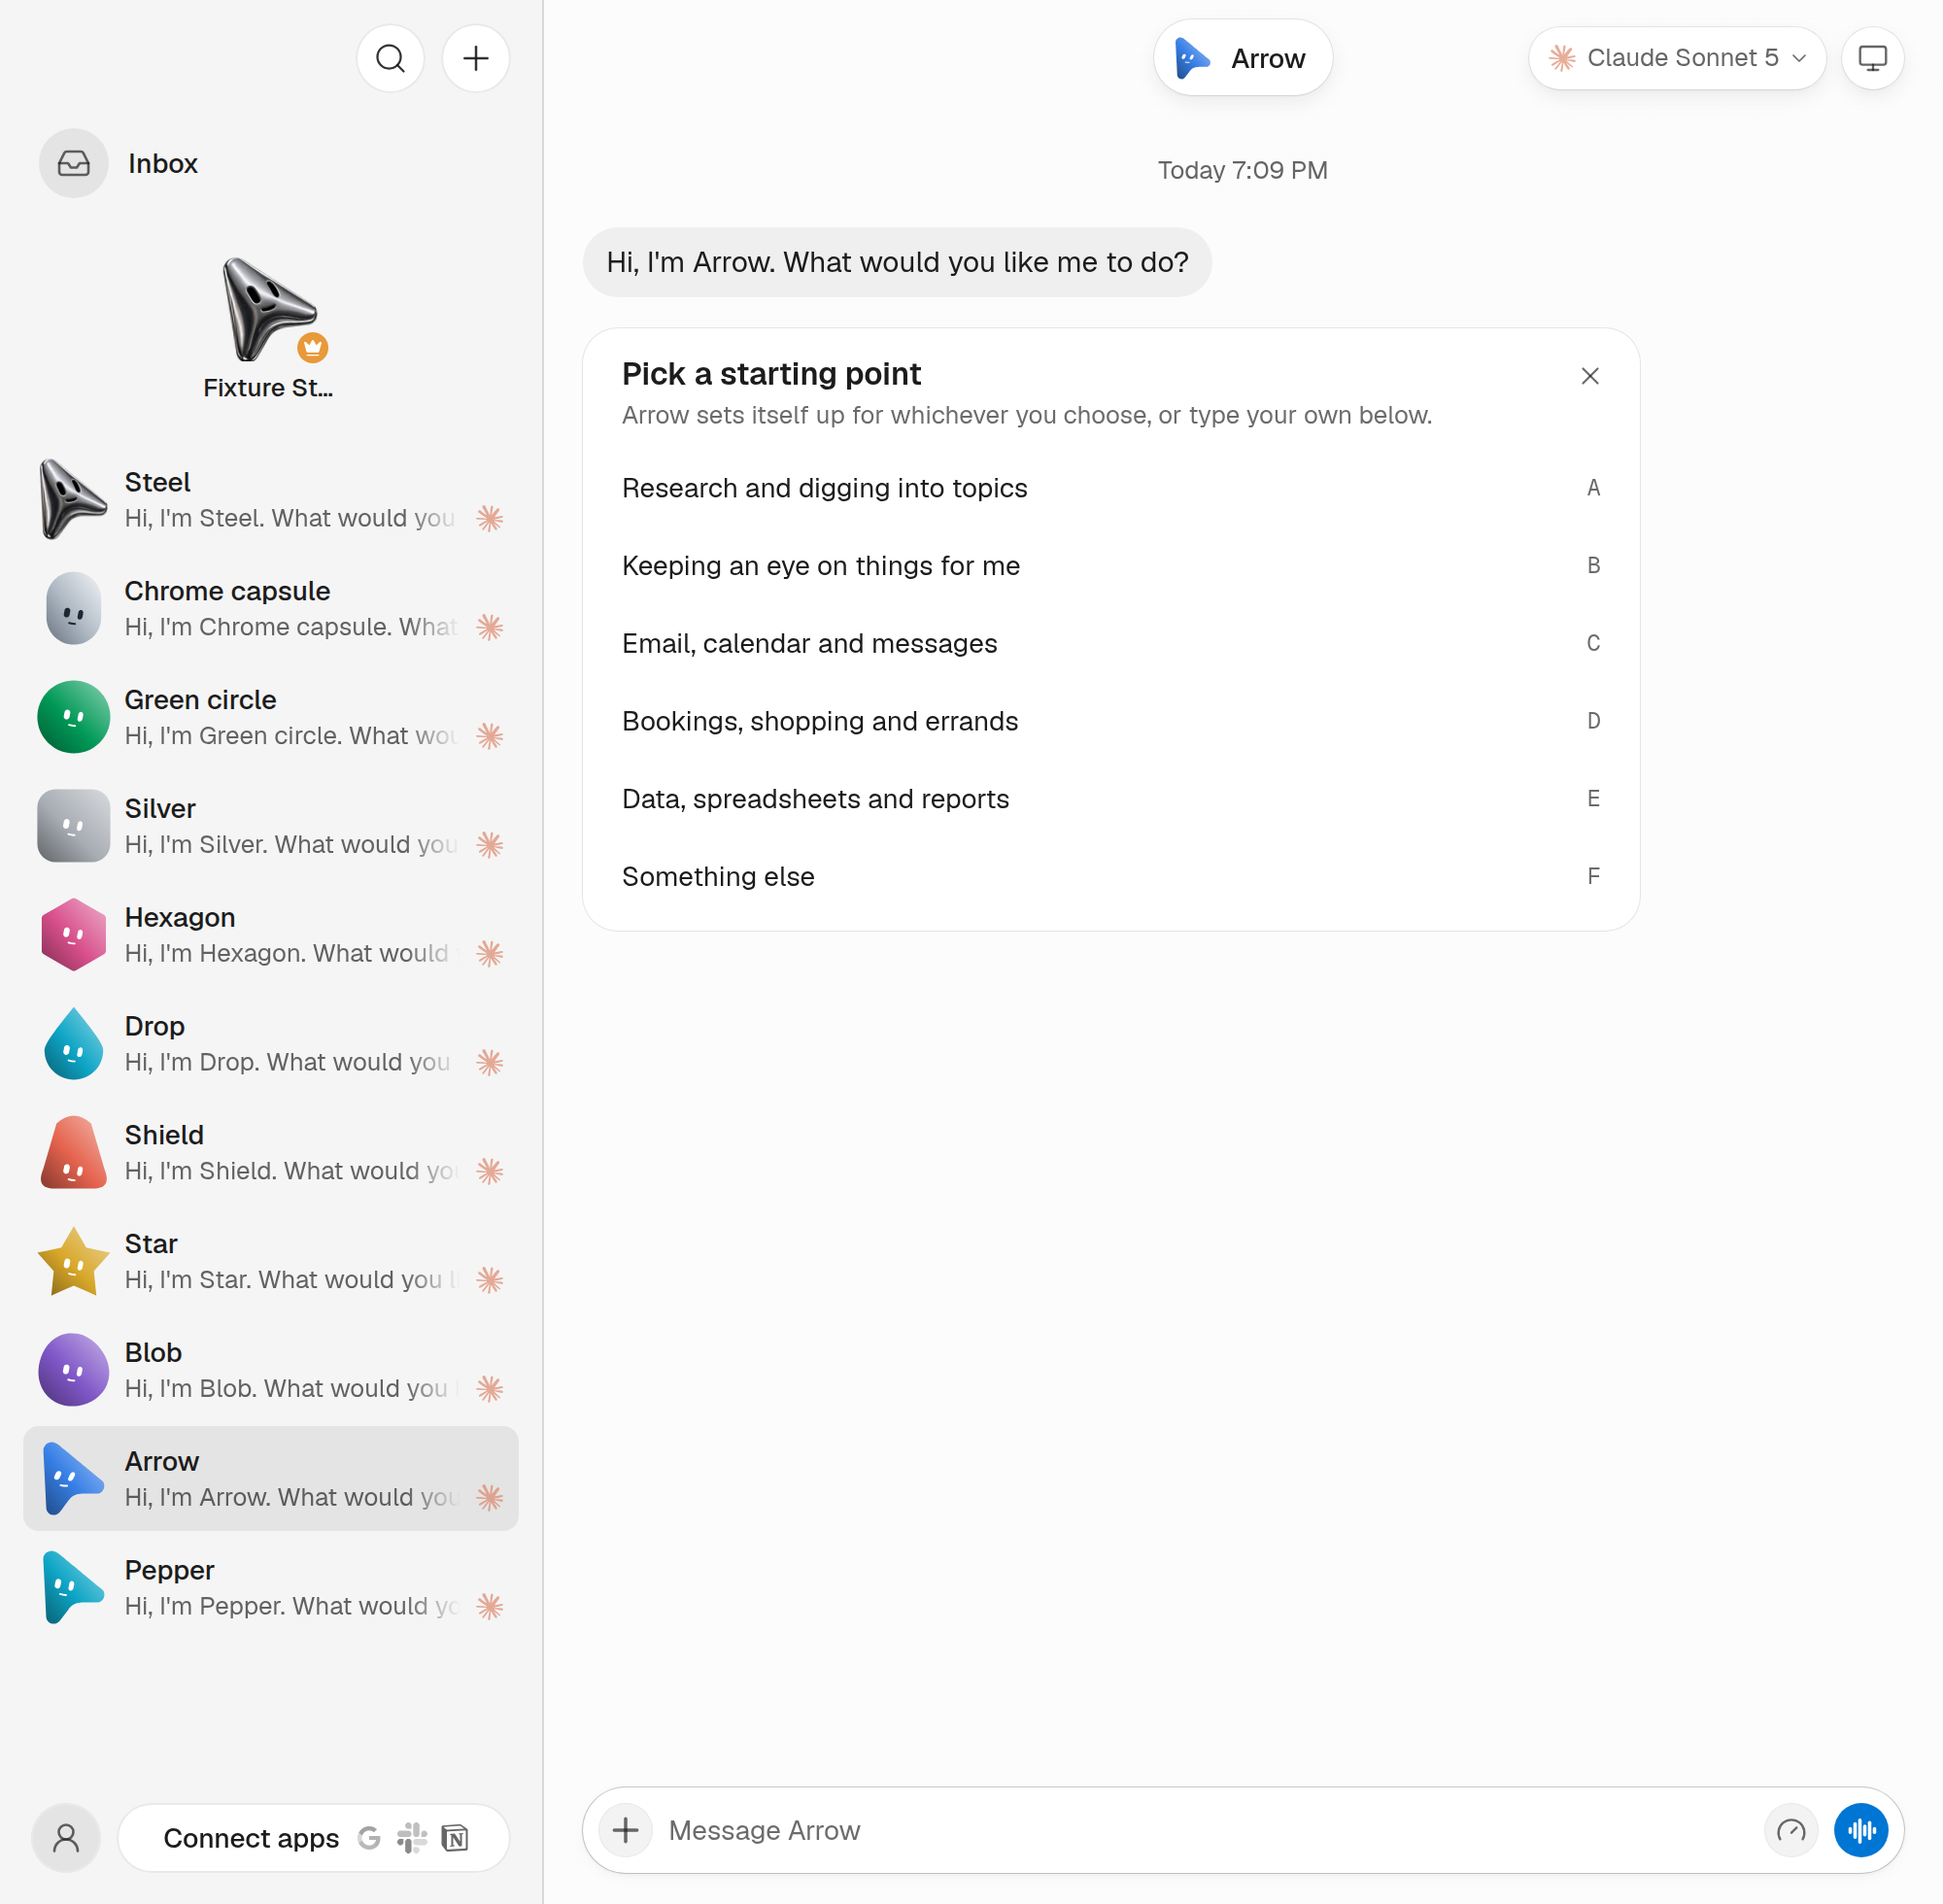 Inbox
Fixture St...
Steel
Hi, I'm Steel. What would you
Chrome capsule
Hi, I'm Chrome capsule. What
Green circle
Hi, I'm Green circle. What wou
Silver
Hi, I'm Silver. What would you
Hexagon
Hi, I'm Hexagon. What would
Drop
Hi, I'm Drop. What would you
Shield
Hi, I'm Shield. What would you
Star
Hi, I'm Star. What would you li
Blob
Hi, I'm Blob. What would you
Arrow
Hi, I'm Arrow. What would you
Pepper
Hi, I'm Pepper. What would yo
Connect apps
Arrow
Claude Sonnet 5
Today 7:09 PM
Hi, I'm Arrow. What would you like me to do?
Pick a starting point
Arrow sets itself up for whichever you choose, or type your own below.
Research and digging into topics A
Keeping an eye on things for me B
Email, calendar and messages C
Bookings, shopping and errands D
Data, spreadsheets and reports E
Something else F
Message Arrow